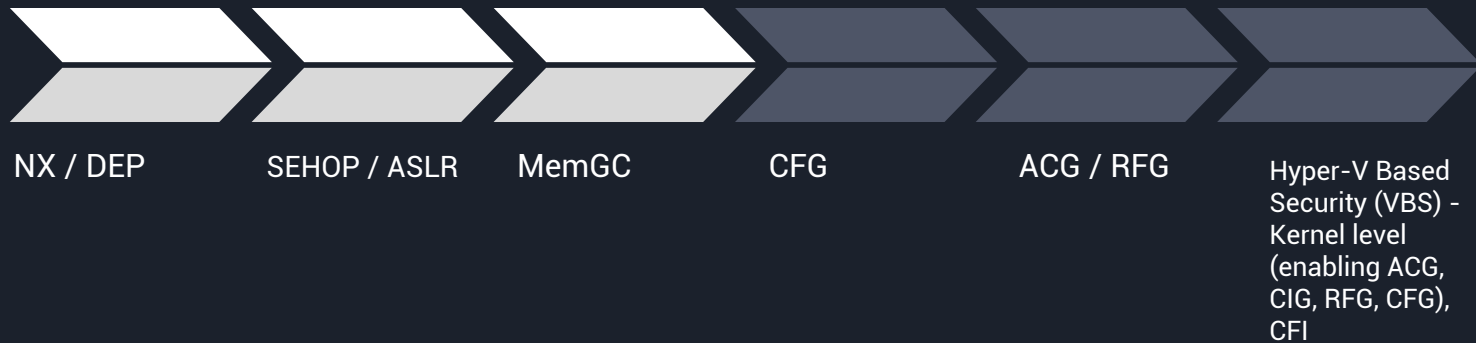 NX / DEP
SEHOP / ASLR
MemGC
CFG
ACG / RFG
Hyper-V Based
Security (VBS) -
Kernel level
(enabling ACG,
CIG, RFG, CFG),
CFI